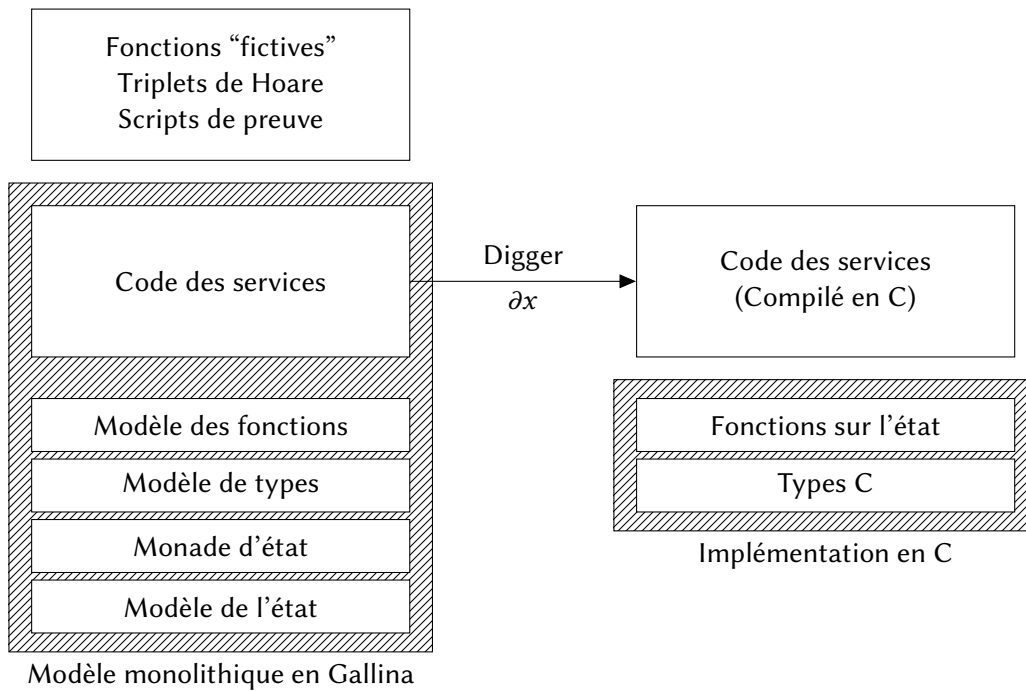 Fonctions “fictives”
Triplets de Hoare
Scripts de preuve
Code des services
Digger
∂x
Code des services
(Compilé en C)
Modèle des fonctions
Modèle de types
Monade d'état
Modèle de l'état
Modèle monolithique en Gallina
Fonctions sur l'état
Types C
Implémentation en C